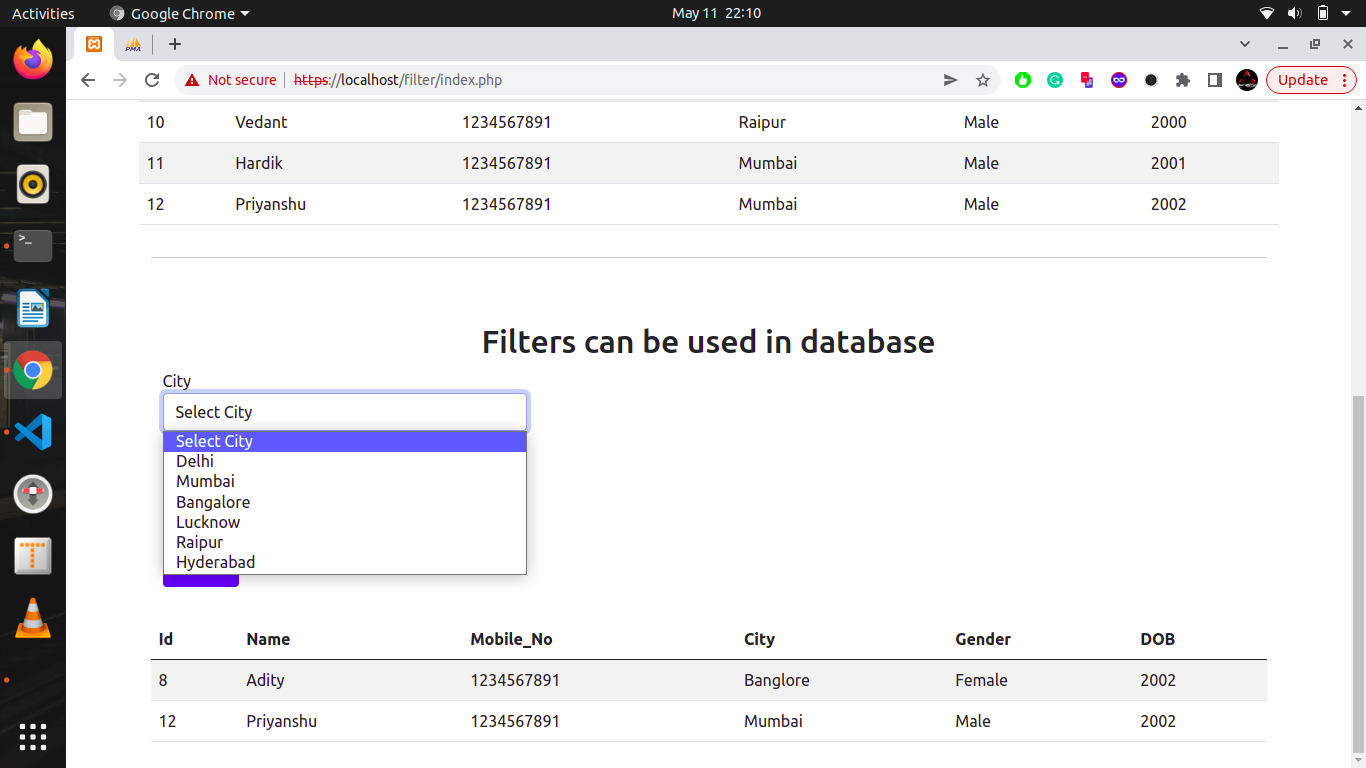 Activities Google Chrome May 11 22:10
PMA
Not secure https://localhost/filter/index.php Update
10 Vedant 1234567891 Raipur Male 2000
11 Hardik 1234567891 Mumbai Male 2001
12 Priyanshu 1234567891 Mumbai Male 2002
Filters can be used in database
City
Select City
Select City
Delhi
Mumbai
Bangalore
Lucknow
Raipur
Hyderabad
Id Name Mobile_No City Gender DOB
8 Adity 1234567891 Banglore Female 2002
12 Priyanshu 1234567891 Mumbai Male 2002